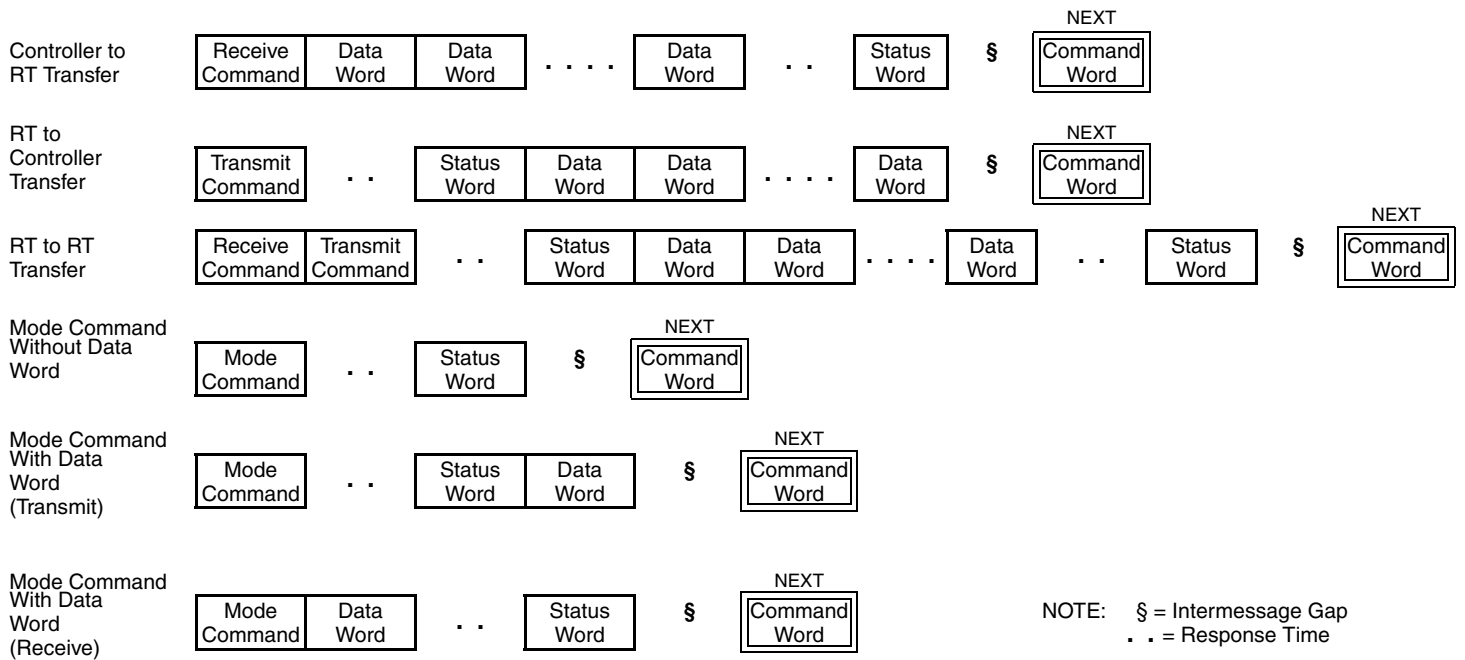 NEXT
Controller to
RT Transfer
Receive Command
Data Word
Data Word
. . . .
Data Word
. .
Status Word
§
Command Word
RT to
Controller
Transfer
NEXT
Transmit Command
. .
Status Word
Data Word
Data Word
. . . .
Data Word
§
Command Word
NEXT
RT to RT
Transfer
Receive Command
Transmit Command
. .
Status Word
Data Word
Data Word
. . . .
Data Word
. .
Status Word
§
Command Word
Mode Command
Without Data
Word
NEXT
Mode Command
. .
Status Word
§
Command Word
Mode Command
With Data
Word
(Transmit)
NEXT
Mode Command
. .
Status Word
Data Word
§
Command Word
Mode Command
With Data
Word
(Receive)
NEXT
Mode Command
Data Word
. .
Status Word
§
Command Word
NOTE: § = Intermessage Gap
. . = Response Time